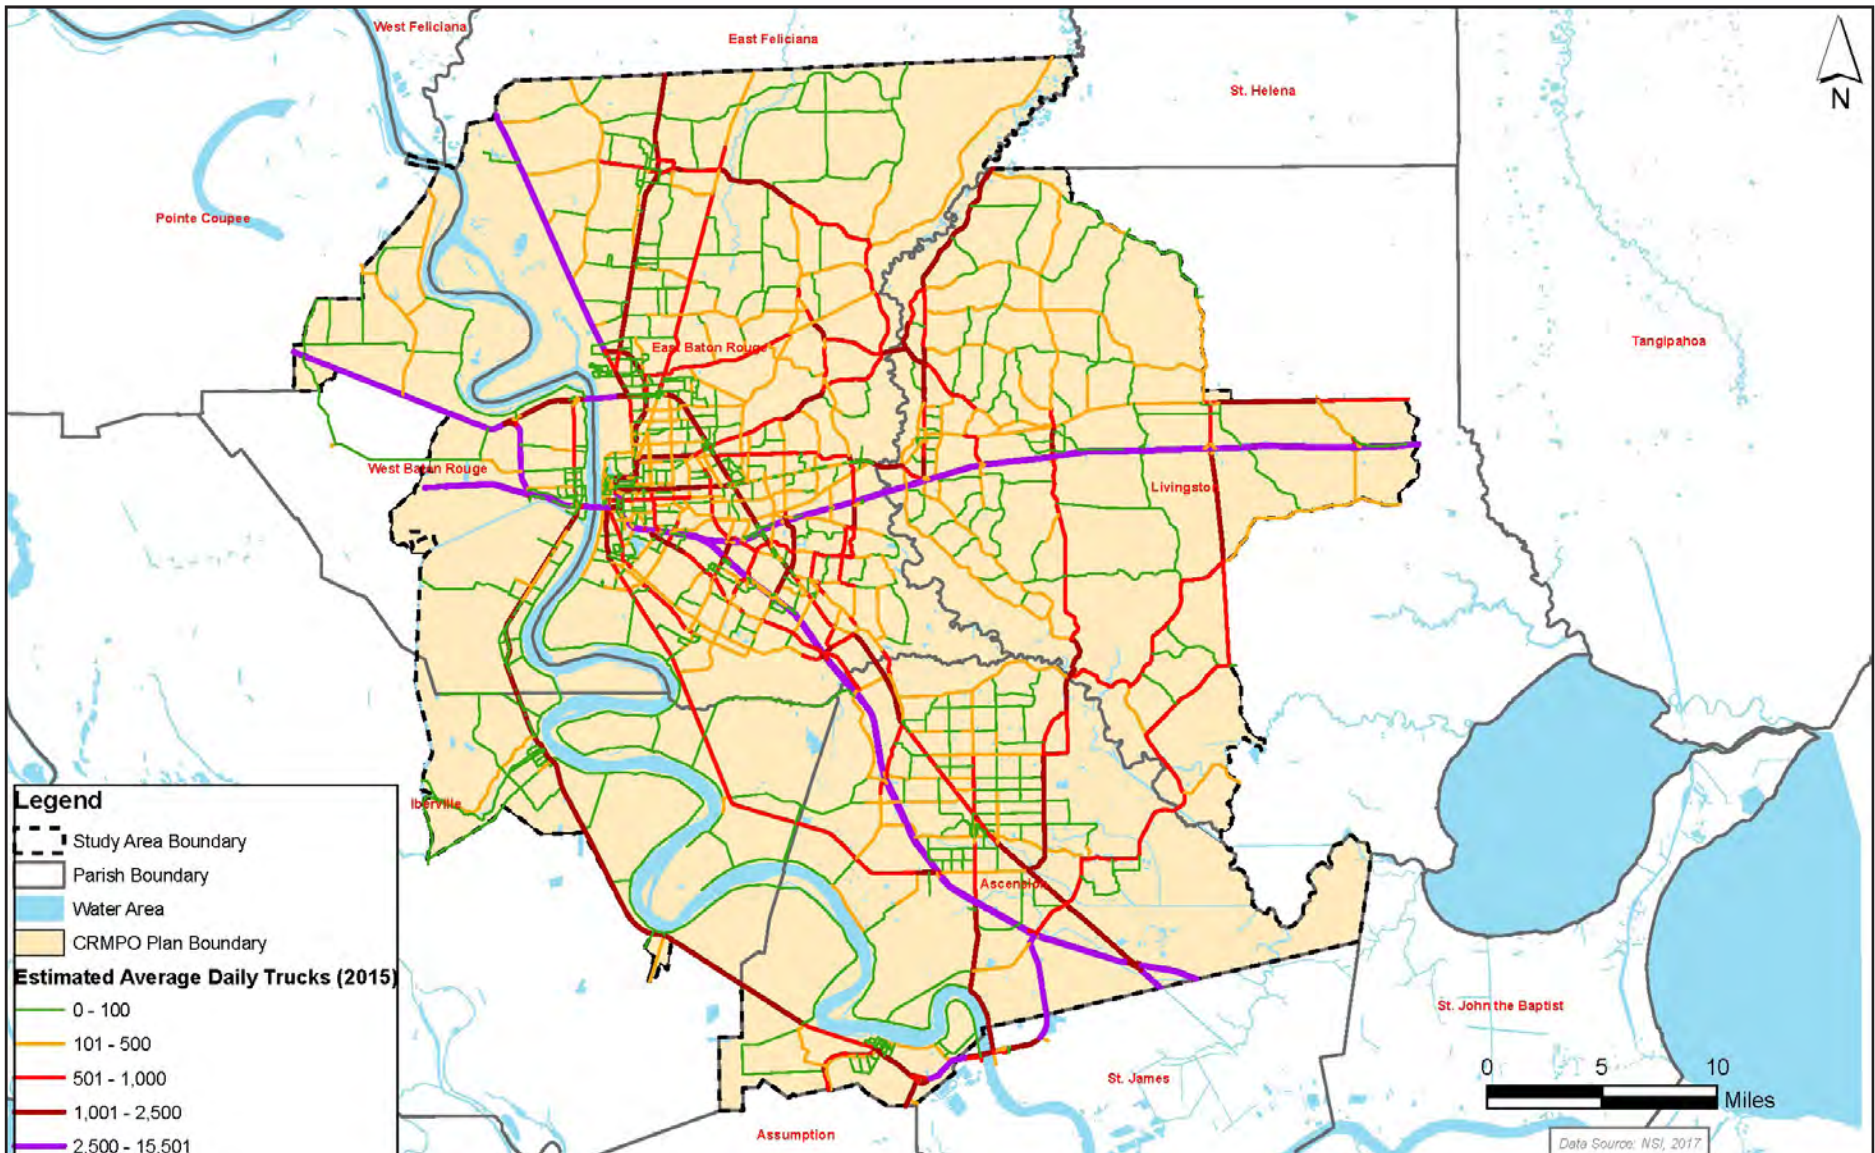 West Feliciana
East Feliciana
St. Helena
N
Pointe Coupee
Tangipahoa
East Baton Rouge
West Baton Rouge
Livingston
Iberville
Ascension
St. John the Baptist
St. James
Assumption
Legend
Study Area Boundary
Parish Boundary
Water Area
CRMPO Plan Boundary
Estimated Average Daily Trucks (2015)
0 - 100
101 - 500
501 - 1,000
1,001 - 2,500
2,500 - 15,501
0 5 10
Miles
Data Source: NSI, 2017